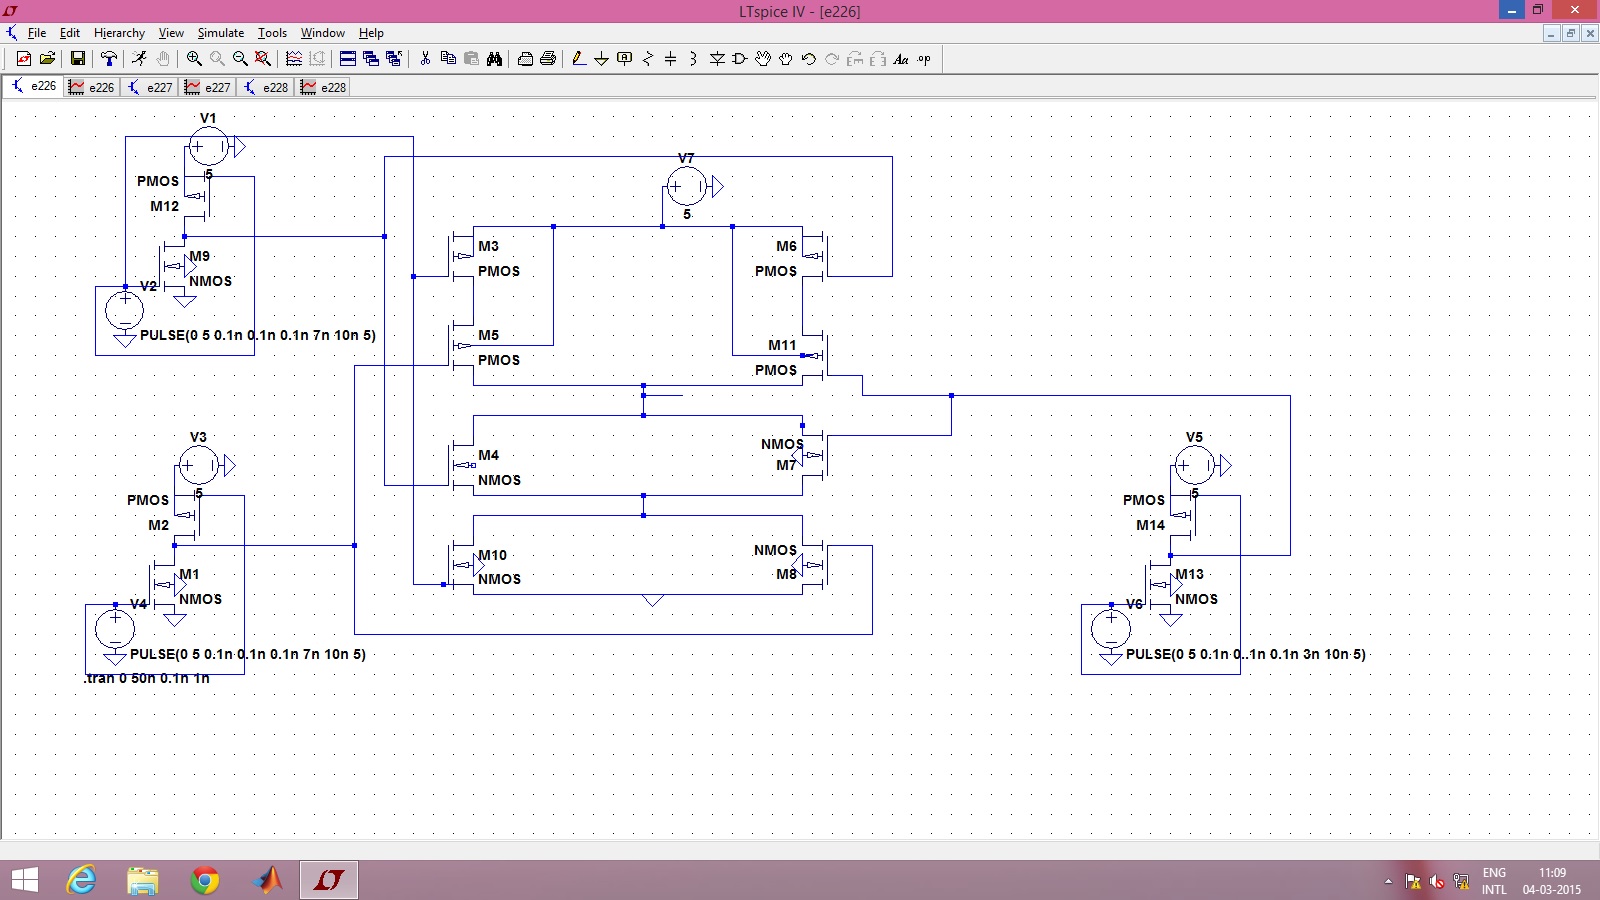 LTspice IV - [e226]
File Edit Hierarchy View Simulate Tools Window Help
Aa .op
e226 e226 e227 e227 e228 e228
V1
5
PMOS
M12
M9
NMOS
V2
PULSE(0 5 0.1n 0.1n 0.1n 7n 10n 5)
V7
5
M3
PMOS
M6
PMOS
M5
PMOS
M11
PMOS
M4
NMOS
NMOS
M7
M10
NMOS
NMOS
M8
V3
5
PMOS
M2
M1
NMOS
V4
PULSE(0 5 0.1n 0.1n 0.1n 7n 10n 5)
.tran 0 50n 0.1n 1n
V5
5
PMOS
M14
M13
NMOS
V6
PULSE(0 5 0.1n 0..1n 0.1n 3n 10n 5)
ENG 11:09
INTL 04-03-2015